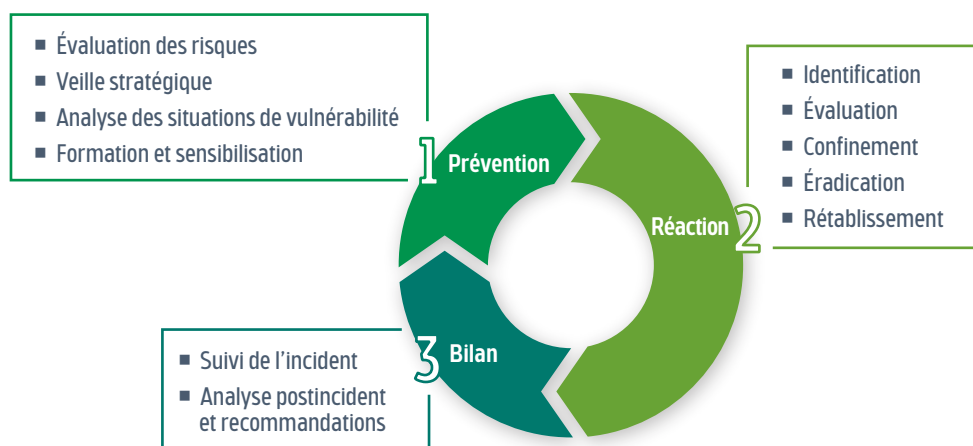 ■ Évaluation des risques
■ Veille stratégique
■ Analyse des situations de vulnérabilité
■ Formation et sensibilisation
1 Prévention
■ Identification
■ Évaluation
■ Confinement
■ Éradication
■ Rétablissement
Réaction 2
3 Bilan
■ Suivi de l’incident
■ Analyse postincident
et recommandations